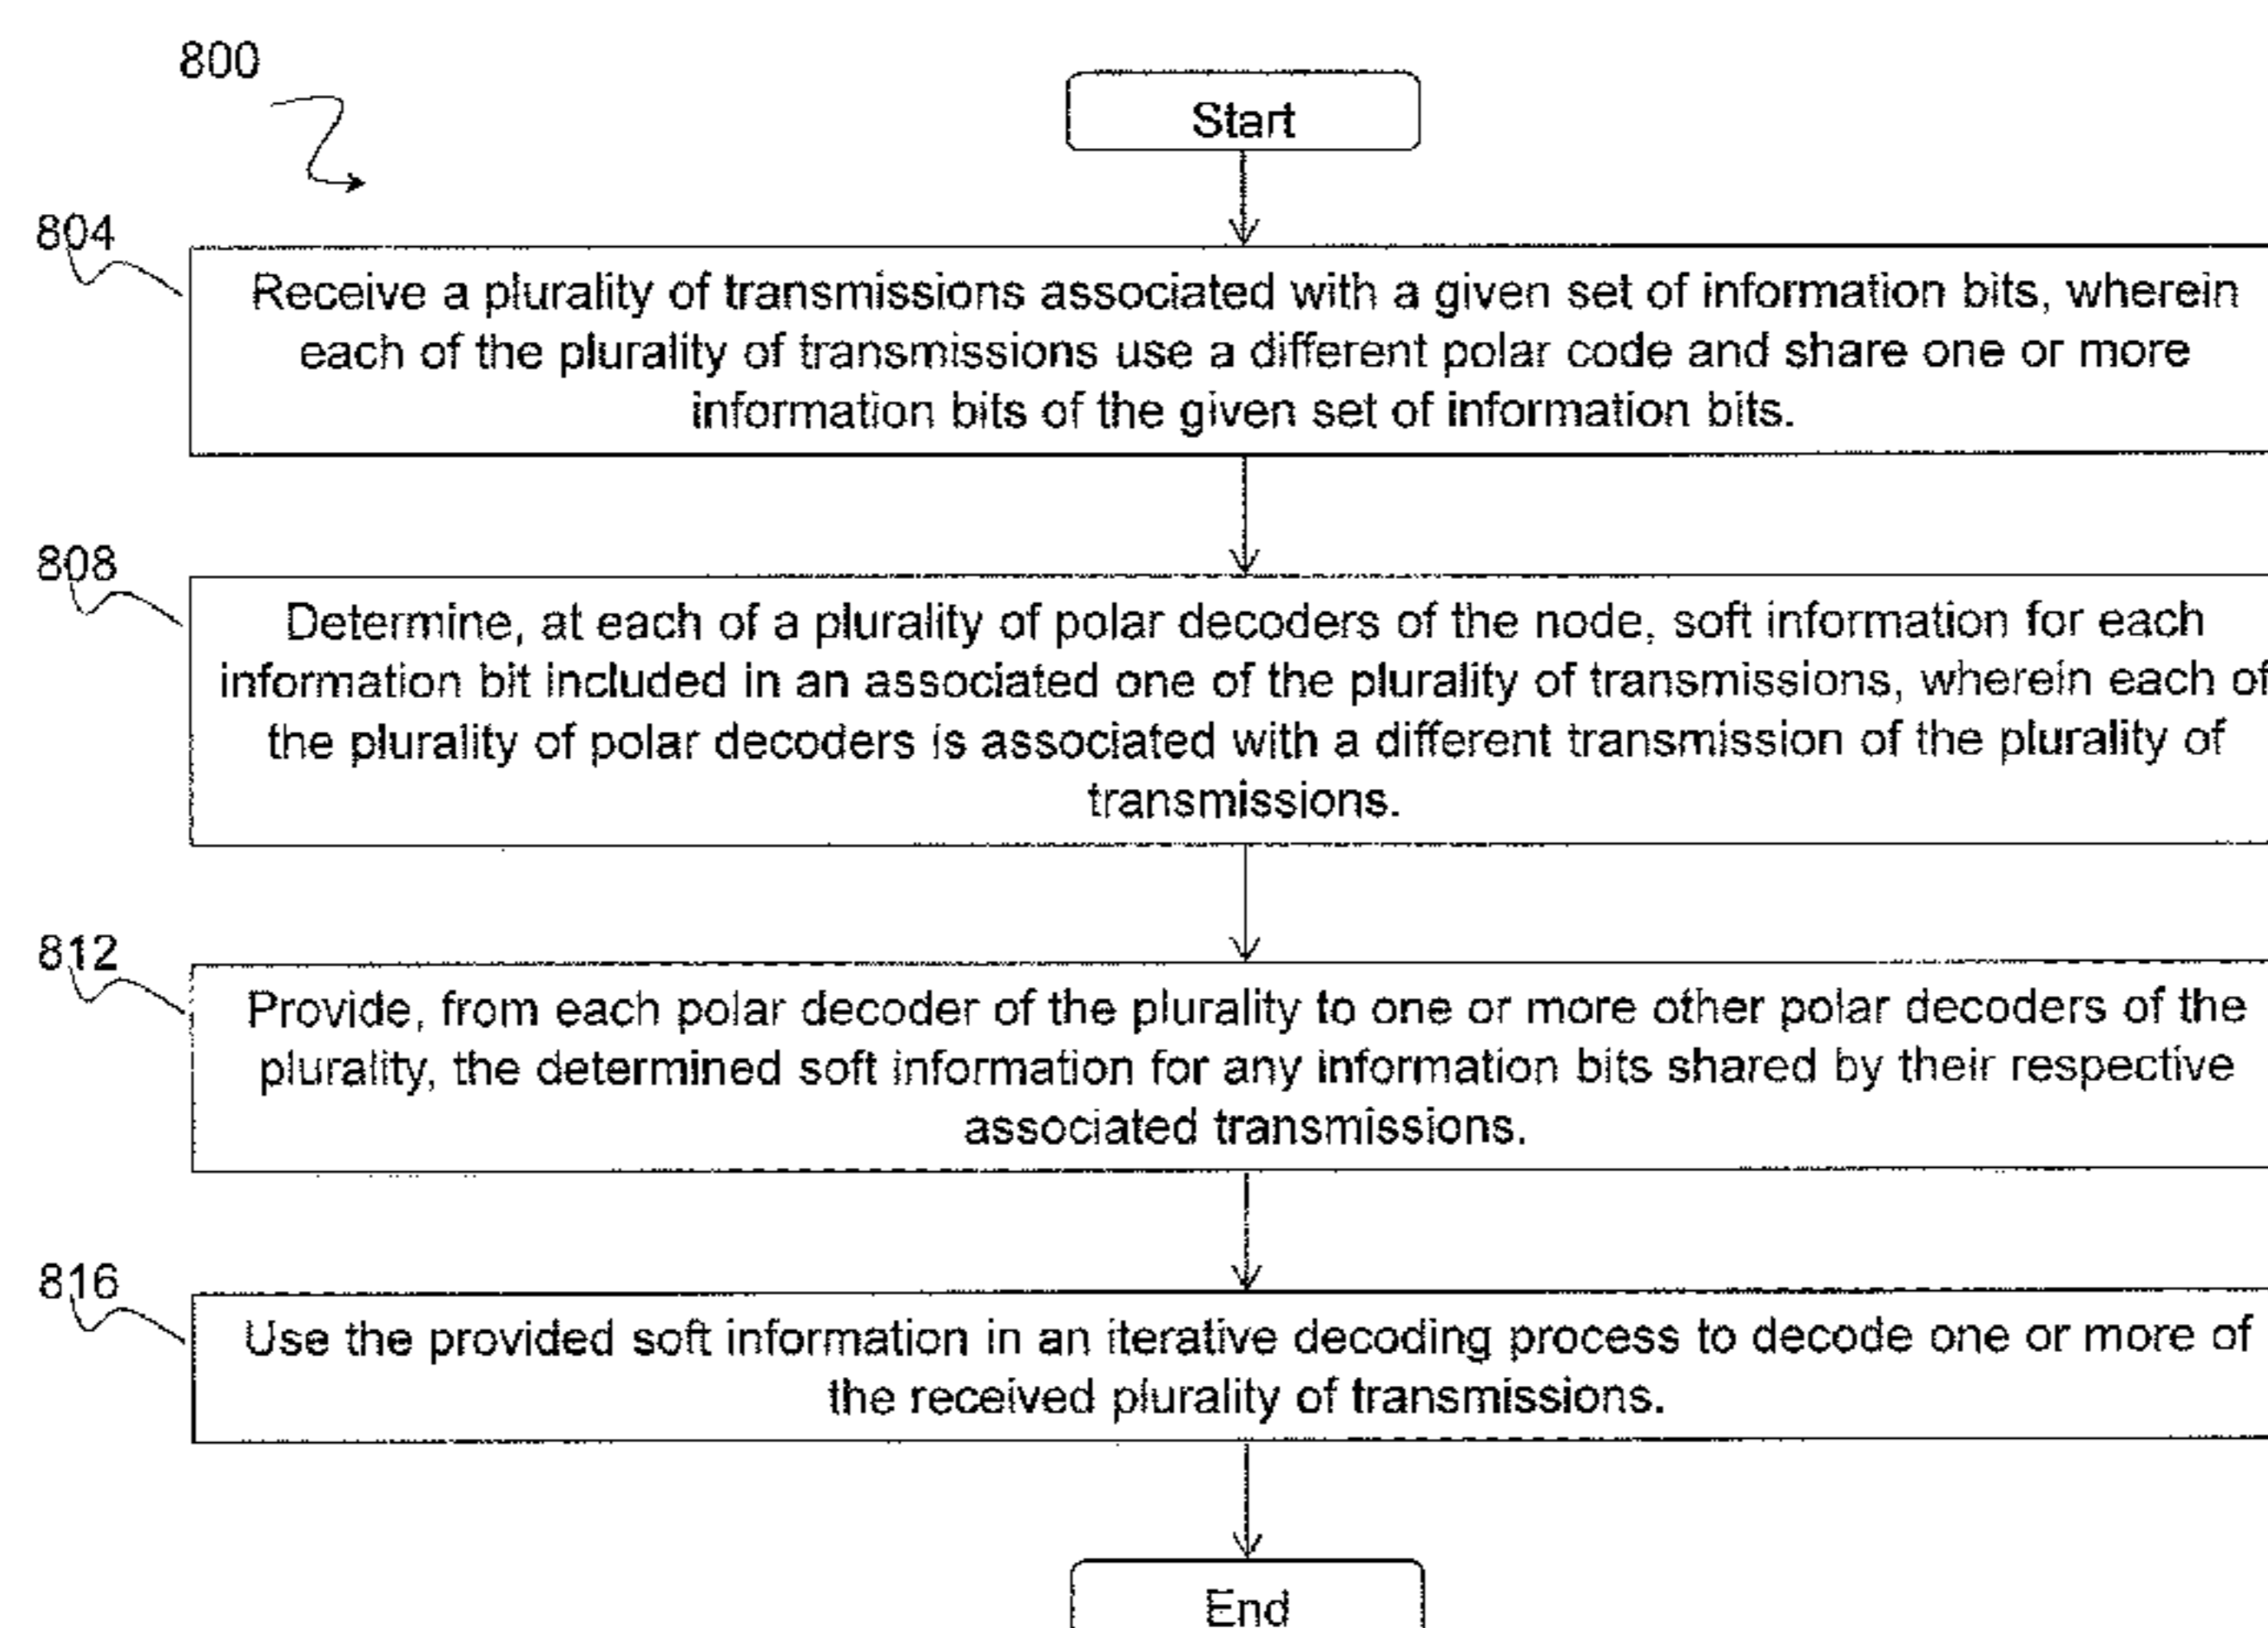 800
Start
804
Receive a plurality of transmissions associated with a given set of information bits, wherein
each of the plurality of transmissions use a different polar code and share one or more
information bits of the given set of information bits.
808
Determine, at each of a plurality of polar decoders of the node, soft information for each
information bit included in an associated one of the plurality of transmissions, wherein each of
the plurality of polar decoders is associated with a different transmission of the plurality of
transmissions.
812
Provide, from each polar decoder of the plurality to one or more other polar decoders of the
plurality, the determined soft information for any information bits shared by their respective
associated transmissions.
816
Use the provided soft information in an iterative decoding process to decode one or more of
the received plurality of transmissions.
End